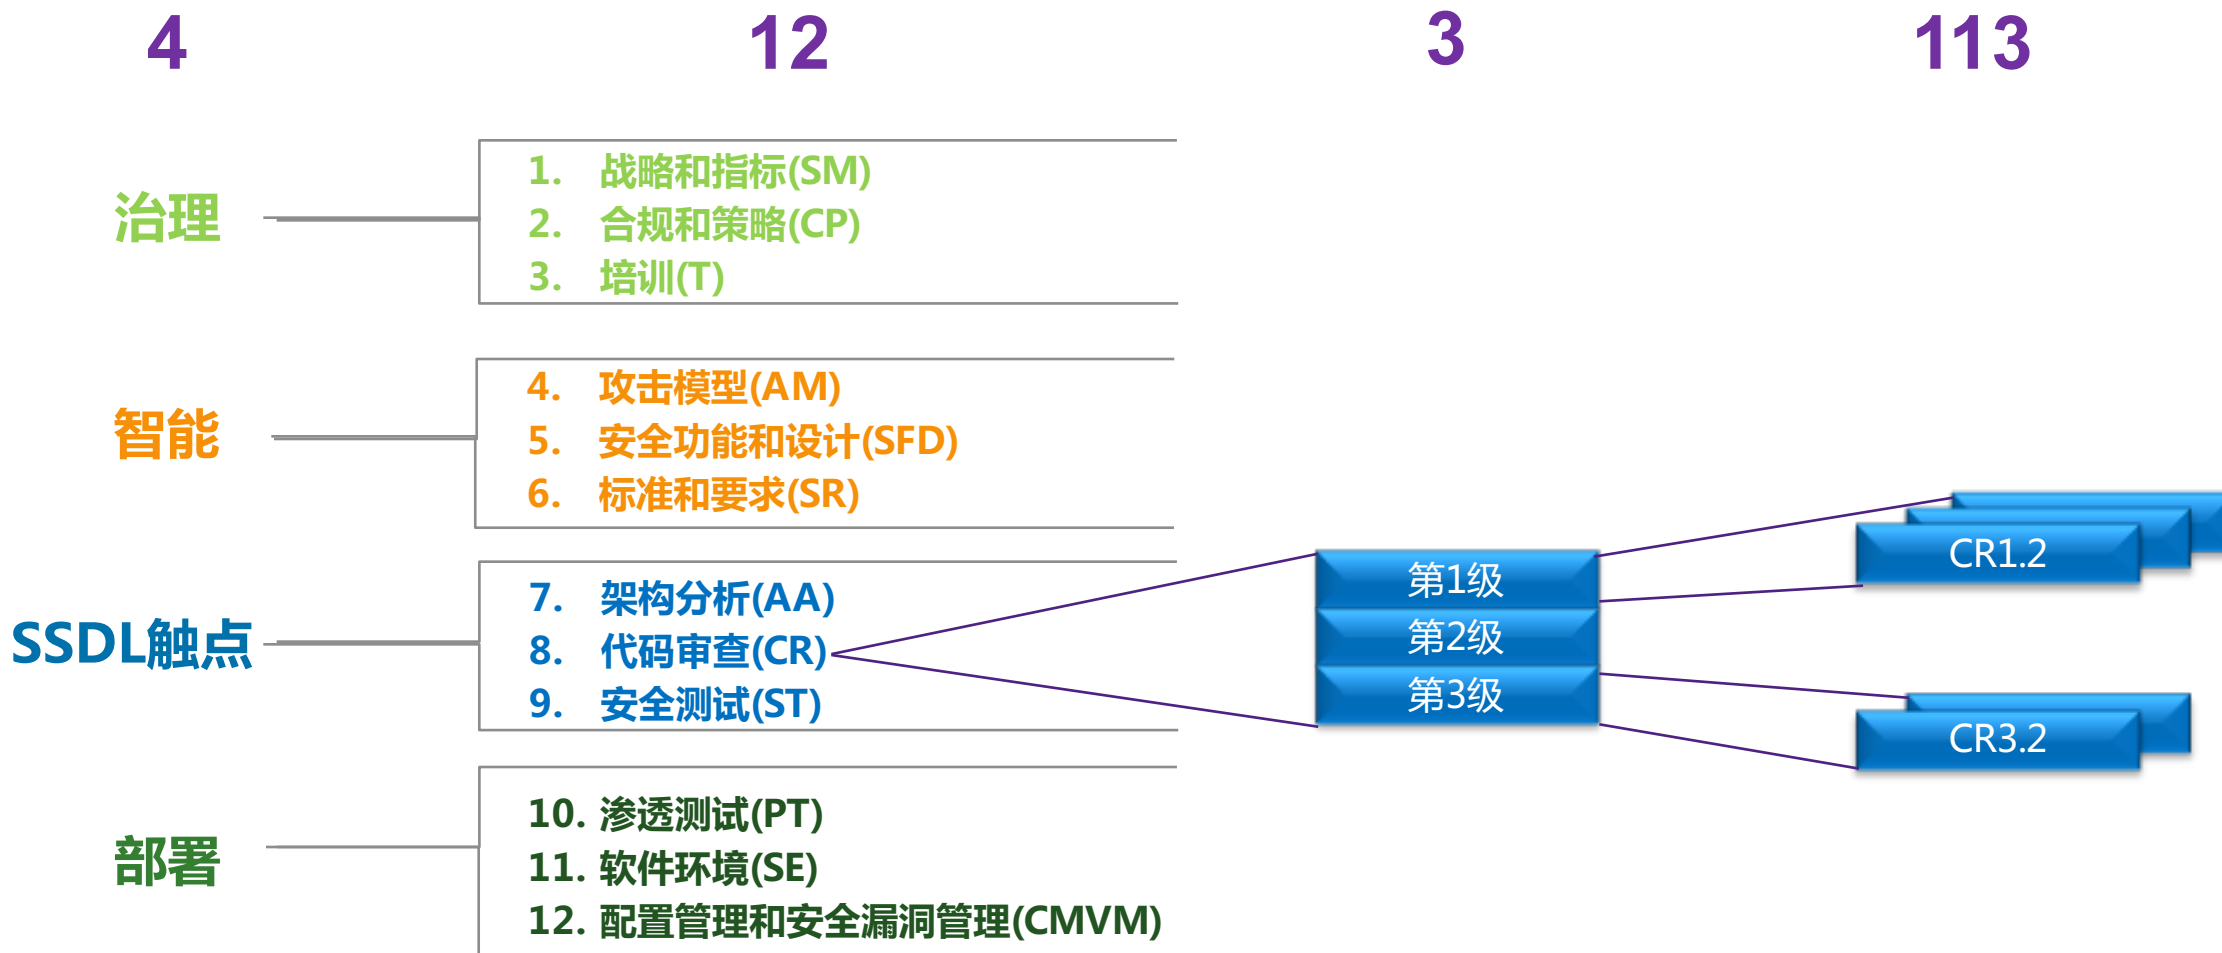 4
12
3
113
治理
1. 战略和指标(SM)
2. 合规和策略(CP)
3. 培训(T)
智能
4. 攻击模型(AM)
5. 安全功能和设计(SFD)
6. 标准和要求(SR)
SSDL触点
7. 架构分析(AA)
8. 代码审查(CR)
9. 安全测试(ST)
第1级
第2级
第3级
CR1.2
CR3.2
部署
10. 渗透测试(PT)
11. 软件环境(SE)
12. 配置管理和安全漏洞管理(CMVM)